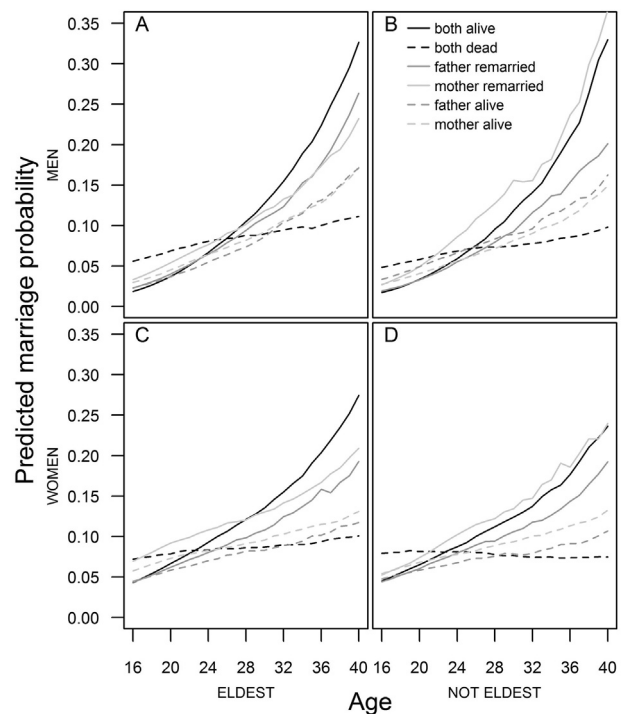 A
B
both alive
both dead
father remarried
mother remarried
father alive
mother alive
0.35
0.30
0.25
0.20
0.15
0.10
0.05
0.00
MEN
Predicted marriage probability
C
D
0.35
0.30
0.25
0.20
0.15
0.10
0.05
0.00
WOMEN
16 20 24 28 32 36 40
16 20 24 28 32 36 40
ELDEST
Age
NOT ELDEST